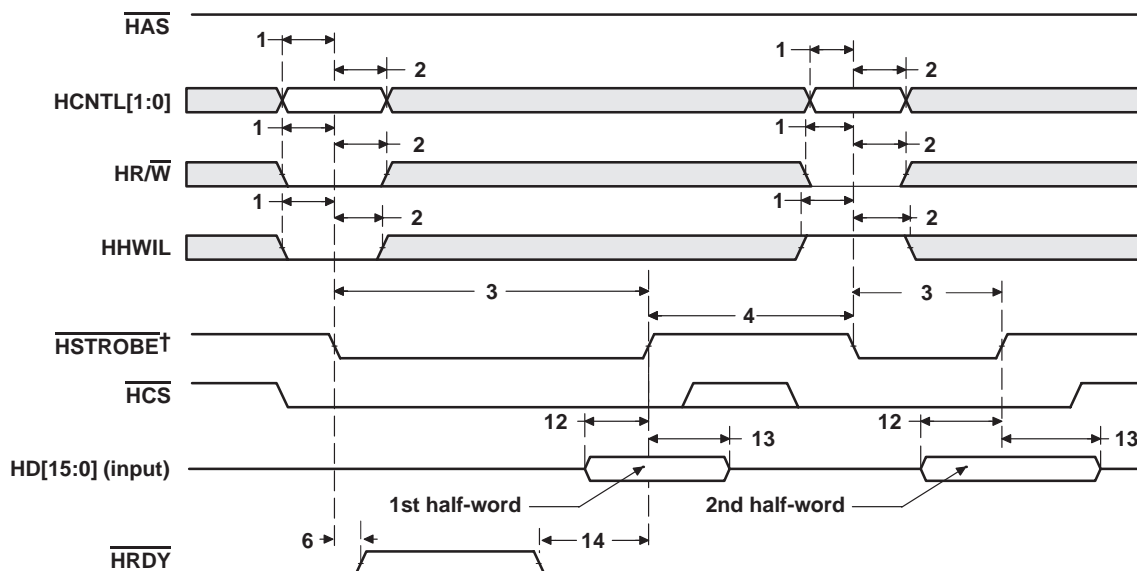 HAS
1 1
2 2
HCNTL[1:0]
1 1
2 2
HR/W
1 1
2 2
HHWIL
3 3
4
HSTROBE†
HCS
12 12
13 13
HD[15:0] (input)
1st half-word 2nd half-word
6 14
HRDY